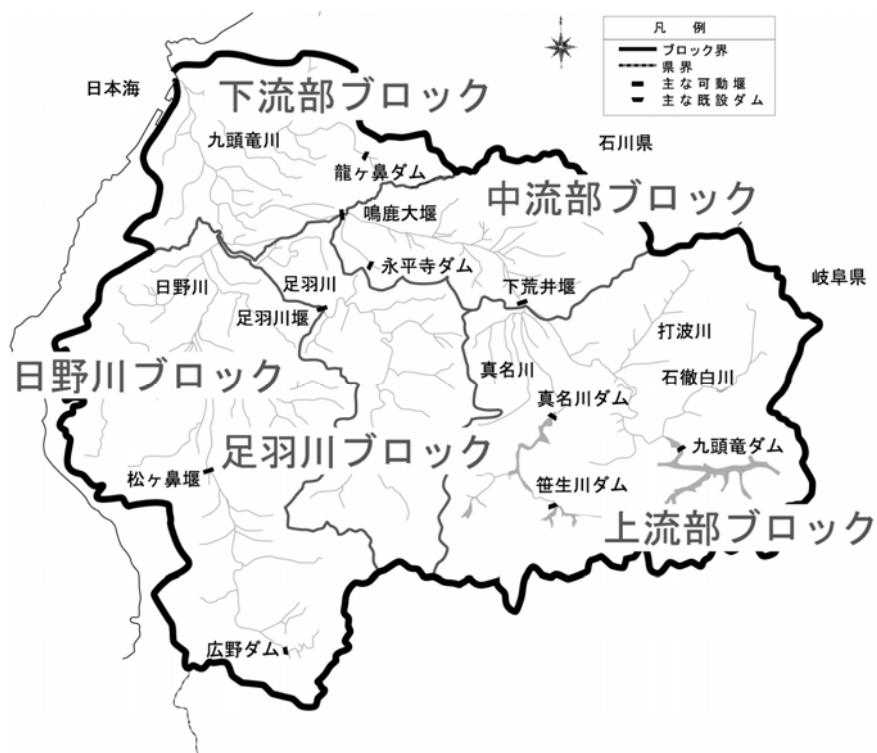 凡 例
ブロック界
県界
主な可動堰
主な既設ダム
日本海
下流部ブロック
九頭竜川
石川県
龍ヶ鼻ダム
中流部ブロック
鳴鹿大堰
永平寺ダム
岐阜県
日野川
足羽川
下荒井堰
足羽川堰
打波川
日野川ブロック
真名川
石徹白川
真名川ダム
足羽川ブロック
九頭竜ダム
松ヶ鼻堰
笹生川ダム
上流部ブロック
広野ダム